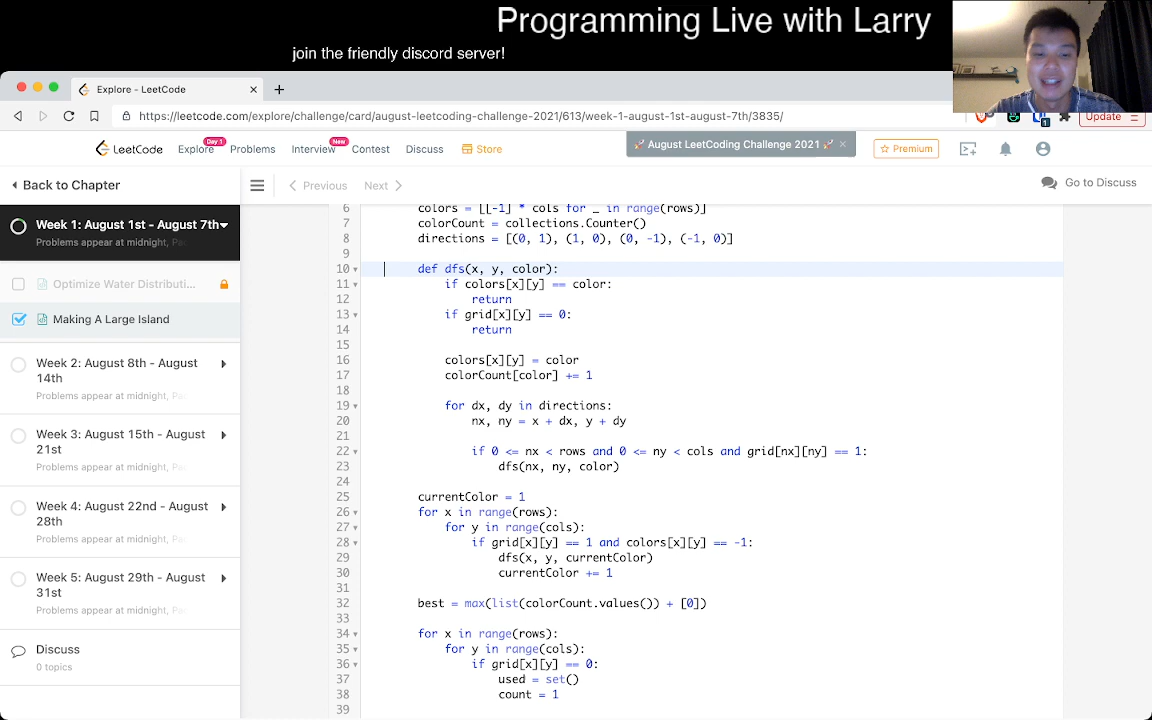 Programming Live with Larry
join the friendly discord server!
Explore - LeetCode
https://leetcode.com/explore/challenge/card/august-leetcoding-challenge-2021/613/week-1-august-1st-august-7th/3835/
Update
LeetCode
Explore
Day 1
Problems
Interview
New
Contest
Discuss
Store
🚀 August LeetCoding Challenge 2021 🚀
Premium
Back to Chapter
Previous
Next
Go to Discuss
Week 1: August 1st - August 7th
Problems appear at midnight,
Optimize Water Distributi...
Making A Large Island
Week 2: August 8th - August
14th
Problems appear at midnight,
Week 3: August 15th - August
21st
Problems appear at midnight,
Week 4: August 22nd - August
28th
Problems appear at midnight,
Week 5: August 29th - August
31st
Problems appear at midnight,
Discuss
0 topics
6 colors = [[-1] * cols for _ in range(rows)]
7 colorCount = collections.Counter()
8 directions = [(0, 1), (1, 0), (0, -1), (-1, 0)]
9
10 def dfs(x, y, color):
11 if colors[x][y] == color:
12 return
13 if grid[x][y] == 0:
14 return
15
16 colors[x][y] = color
17 colorCount[color] += 1
18
19 for dx, dy in directions:
20 nx, ny = x + dx, y + dy
21
22 if 0 <= nx < rows and 0 <= ny < cols and grid[nx][ny] == 1:
23 dfs(nx, ny, color)
24
25 currentColor = 1
26 for x in range(rows):
27 for y in range(cols):
28 if grid[x][y] == 1 and colors[x][y] == -1:
29 dfs(x, y, currentColor)
30 currentColor += 1
31
32 best = max(list(colorCount.values()) + [0])
33
34 for x in range(rows):
35 for y in range(cols):
36 if grid[x][y] == 0:
37 used = set()
38 count = 1
39